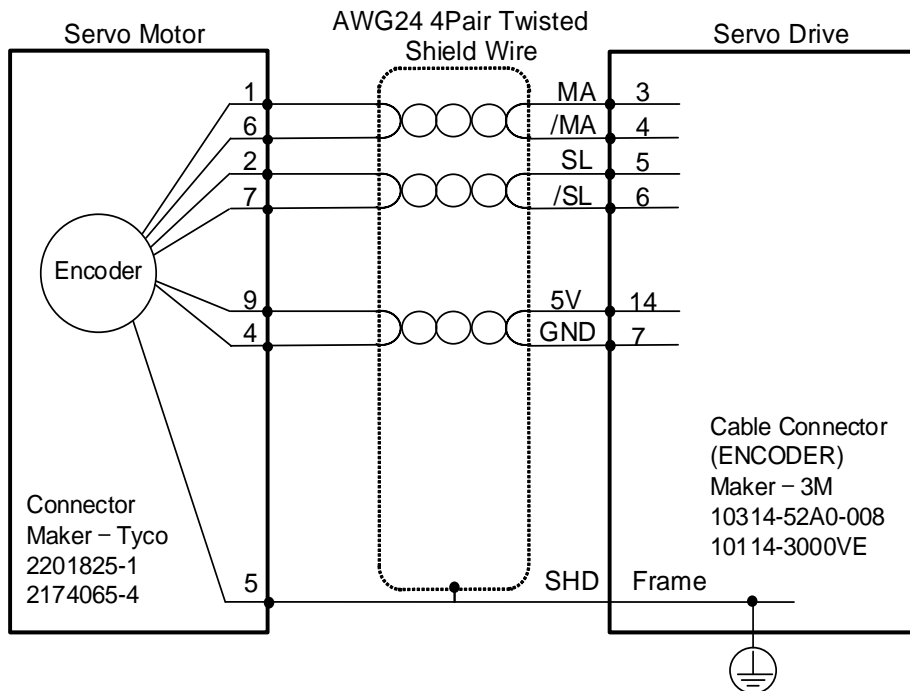 AWG24 4Pair Twisted
Shield Wire
Servo Motor
Servo Drive
1 MA 3
6 /MA 4
2 SL 5
7 /SL 6
Encoder
9 5V 14
4 GND 7
Cable Connector
(ENCODER)
Maker – 3M
10314-52A0-008
10114-3000VE
Connector
Maker – Tyco
2201825-1
2174065-4
5 SHD Frame